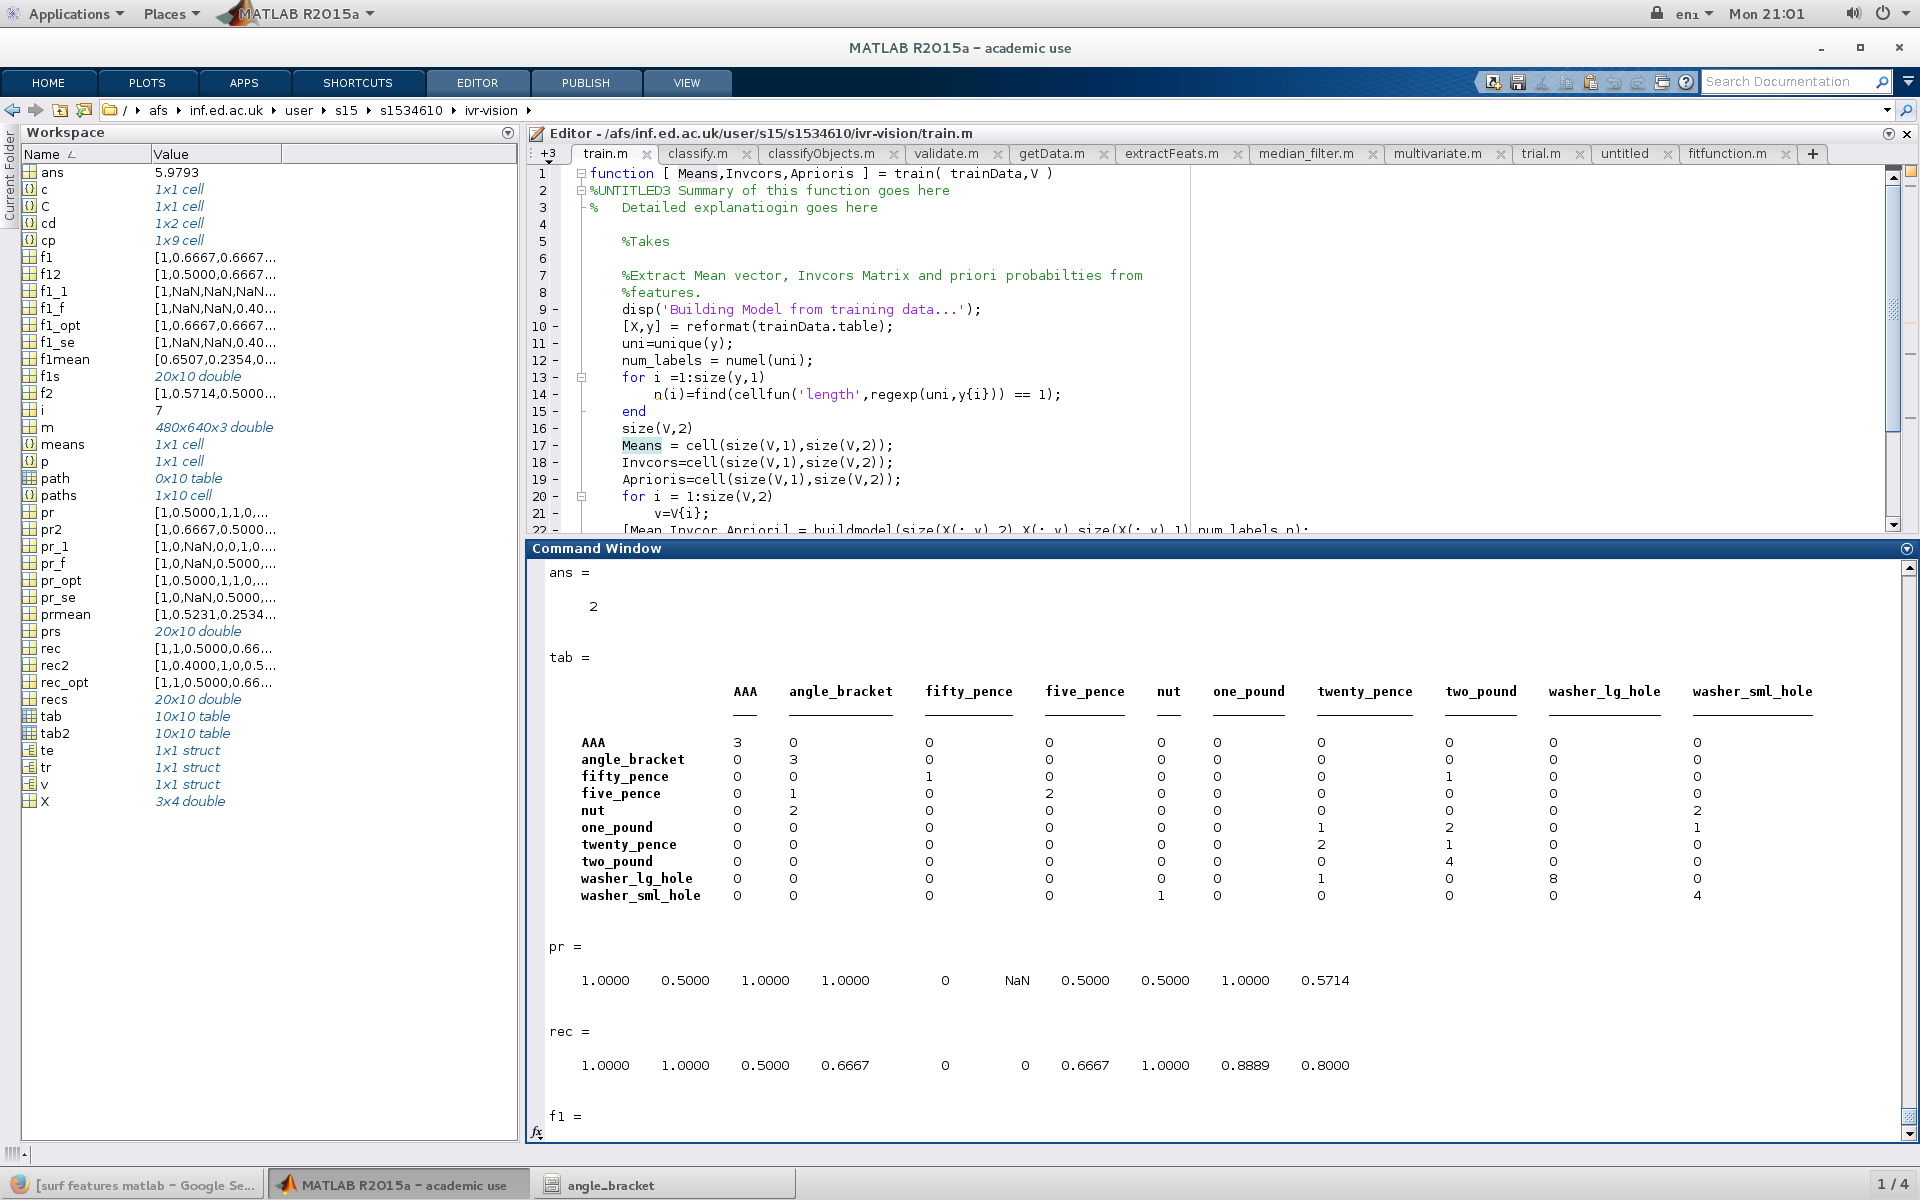 Applications Places MATLAB R2015a en1 Mon 21:01
MATLAB R2015a - academic use
HOME PLOTS APPS SHORTCUTS EDITOR PUBLISH VIEW Search Documentation
/ afs inf.ed.ac.uk user s15 s1534610 ivr-vision
Current Folder
Workspace
Name Value
ans 5.9793
c 1x1 cell
C 1x1 cell
cd 1x2 cell
cp 1x9 cell
f1 [1,0.6667,0.6667...
f12 [1,0.5000,0.6667...
f1_1 [1,NaN,NaN,NaN...
f1_f [1,NaN,NaN,0.40...
f1_opt [1,0.6667,0.6667...
f1_se [1,NaN,NaN,0.40...
f1mean [0.6507,0.2354,0...
f1s 20x10 double
f2 [1,0.5714,0.5000...
i 7
m 480x640x3 double
means 1x1 cell
p 1x1 cell
path 0x10 table
paths 1x10 cell
pr [1,0.5000,1,1,0,...
pr2 [1,0.6667,0.5000...
pr_1 [1,0,NaN,0,0,1,0....
pr_f [1,0,NaN,0.5000,...
pr_opt [1,0.5000,1,1,0,...
pr_se [1,0,NaN,0.5000,...
prmean [1,0.5231,0.2534...
prs 20x10 double
rec [1,1,0.5000,0.66...
rec2 [1,0.4000,1,0,0.5...
rec_opt [1,1,0.5000,0.66...
recs 20x10 double
tab 10x10 table
tab2 10x10 table
te 1x1 struct
tr 1x1 struct
v 1x1 struct
X 3x4 double
Editor - /afs/inf.ed.ac.uk/user/s15/s1534610/ivr-vision/train.m
+3 train.m classify.m classifyObjects.m validate.m getData.m extractFeats.m median_filter.m multivariate.m trial.m untitled fitfunction.m +
1 function [ Means,Invcors,Aprioris ] = train( trainData,V )
2 %UNTITLED3 Summary of this function goes here
3 % Detailed explanatiogin goes here
4
5 %Takes
6
7 %Extract Mean vector, Invcors Matrix and priori probabilties from
8 %features.
9 - disp('Building Model from training data...');
10 - [X,y] = reformat(trainData.table);
11 - uni=unique(y);
12 - num_labels = numel(uni);
13 - for i =1:size(y,1)
14 - n(i)=find(cellfun('length',regexp(uni,y{i})) == 1);
15 - end
16 - size(V,2)
17 - Means = cell(size(V,1),size(V,2));
18 - Invcors=cell(size(V,1),size(V,2));
19 - Aprioris=cell(size(V,1),size(V,2));
20 - for i = 1:size(V,2)
21 - v=V{i};
22 - [Mean,Invcor,Apriori] = buildmodel(size(X(:,v),2),X(:,v),size(X(:,v),1),num_labels,n);
Command Window
ans =
2
tab =
AAA angle_bracket fifty_pence five_pence nut one_pound twenty_pence two_pound washer_lg_hole washer_sml_hole
AAA 3 0 0 0 0 0 0 0 0 0
angle_bracket 0 3 0 0 0 0 0 0 0 0
fifty_pence 0 0 1 0 0 0 0 1 0 0
five_pence 0 1 0 2 0 0 0 0 0 0
nut 0 2 0 0 0 0 0 0 0 2
one_pound 0 0 0 0 0 0 1 2 0 1
twenty_pence 0 0 0 0 0 0 2 1 0 0
two_pound 0 0 0 0 0 0 0 4 0 0
washer_lg_hole 0 0 0 0 0 0 1 0 8 0
washer_sml_hole 0 0 0 0 1 0 0 0 0 4
pr =
1.0000 0.5000 1.0000 1.0000 0 NaN 0.5000 0.5000 1.0000 0.5714
rec =
1.0000 1.0000 0.5000 0.6667 0 0 0.6667 1.0000 0.8889 0.8000
f1 =
fx
[surf features matlab - Google Se... MATLAB R2015a - academic use angle_bracket 1 / 4